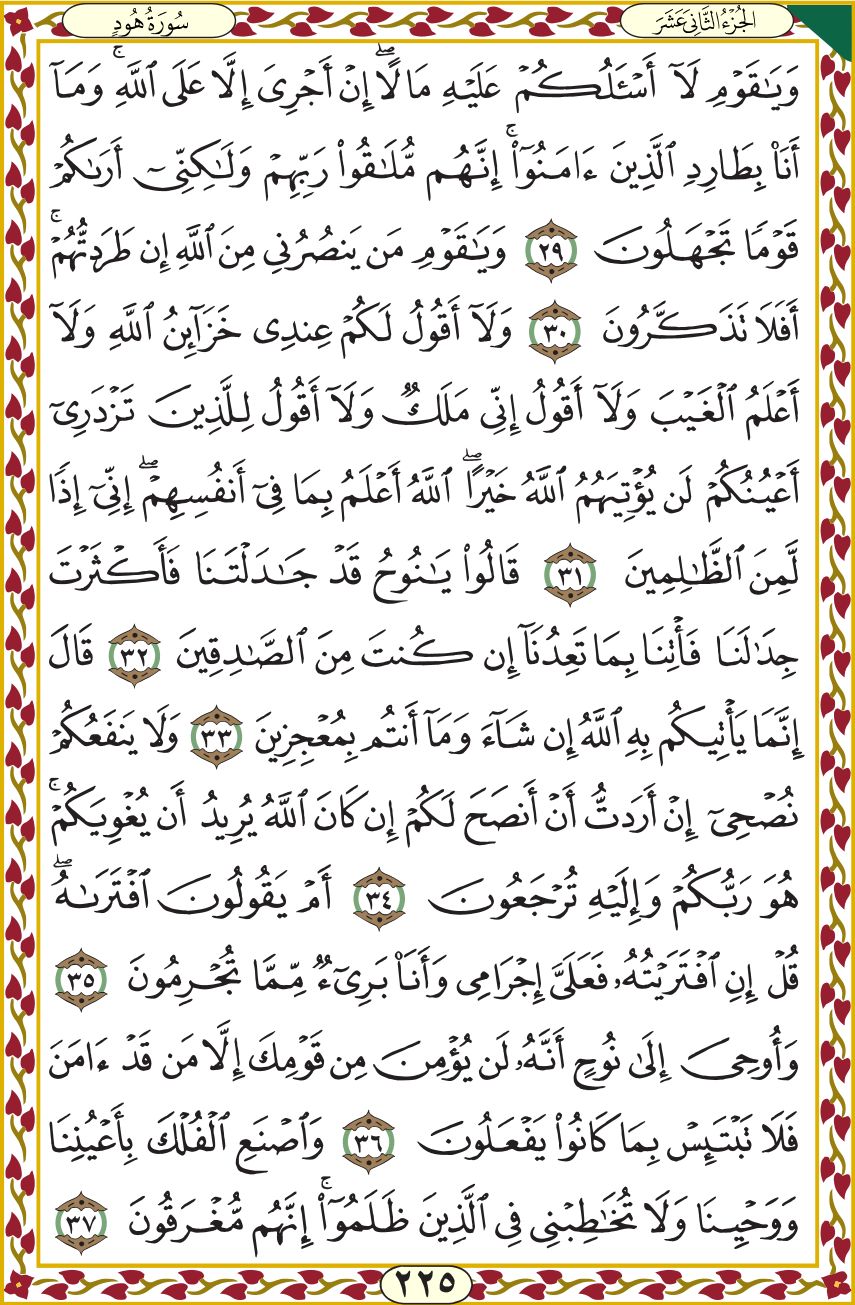 الجُزْءُ الثَّانِيَ عَشَرَ
سُورَةُ هُودٍ
وَيَٰقَوْمِ لَآ أَسْـَٔلُكُمْ عَلَيْهِ مَالًاۖ إِنْ أَجْرِىَ إِلَّا عَلَى ٱللَّهِۚ وَمَآ
أَنَا۠ بِطَارِدِ ٱلَّذِينَ ءَامَنُوٓا۟ۚ إِنَّهُم مُّلَٰقُوا۟ رَبِّهِمْ وَلَٰكِنِّىٓ أَرَىٰكُمْ
قَوْمًا تَجْهَلُونَ ٢٩ وَيَٰقَوْمِ مَن يَنصُرُنِى مِنَ ٱللَّهِ إِن طَرَدتُّهُمْۚ
أَفَلَا تَذَكَّرُونَ ٣٠ وَلَآ أَقُولُ لَكُمْ عِندِى خَزَآئِنُ ٱللَّهِ وَلَآ
أَعْلَمُ ٱلْغَيْبَ وَلَآ أَقُولُ إِنِّى مَلَكٌ وَلَآ أَقُولُ لِلَّذِينَ تَزْدَرِىٓ
أَعْيُنُكُمْ لَن يُؤْتِيَهُمُ ٱللَّهُ خَيْرًاۖ ٱللَّهُ أَعْلَمُ بِمَا فِىٓ أَنفُسِهِمْۖ إِنِّىٓ إِذًا
لَّمِنَ ٱلظَّٰلِمِينَ ٣١ قَالُوا۟ يَٰنُوحُ قَدْ جَٰدَلْتَنَا فَأَكْثَرْتَ
جِدَٰلَنَا فَأْتِنَا بِمَا تَعِدُنَآ إِن كُنتَ مِنَ ٱلصَّٰدِقِينَ ٣٢ قَالَ
إِنَّمَا يَأْتِيكُم بِهِ ٱللَّهُ إِن شَآءَ وَمَآ أَنتُم بِمُعْجِزِينَ ٣٣ وَلَا يَنفَعُكُمْ
نُصْحِىٓ إِنْ أَرَدتُّ أَنْ أَنصَحَ لَكُمْ إِن كَانَ ٱللَّهُ يُرِيدُ أَن يُغْوِيَكُمْۚ
هُوَ رَبُّكُمْ وَإِلَيْهِ تُرْجَعُونَ ٣٤ أَمْ يَقُولُونَ ٱفْتَرَىٰهُۖ
قُلْ إِنِ ٱفْتَرَيْتُهُۥ فَعَلَىَّ إِجْرَامِى وَأَنَا۠ بَرِىٓءٌ مِّمَّا تُجْرِمُونَ ٣٥
وَأُوحِىَ إِلَىٰ نُوحٍ أَنَّهُۥ لَن يُؤْمِنَ مِن قَوْمِكَ إِلَّا مَن قَدْ ءَامَنَ
فَلَا تَبْتَئِسْ بِمَا كَانُوا۟ يَفْعَلُونَ ٣٦ وَٱصْنَعِ ٱلْفُلْكَ بِأَعْيُنِنَا
وَوَحْيِنَا وَلَا تُخَٰطِبْنِى فِى ٱلَّذِينَ ظَلَمُوٓا۟ۚ إِنَّهُم مُّغْرَقُونَ ٣٧
٢٢٥